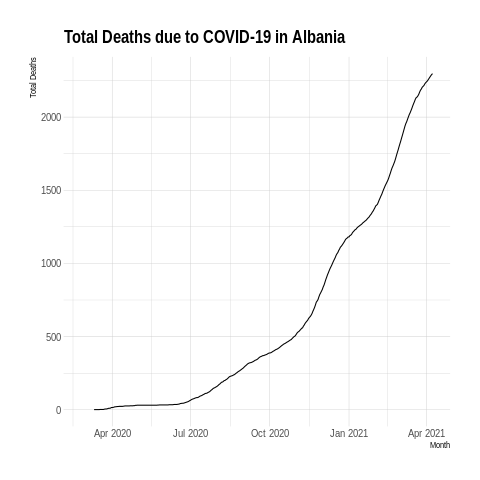 Total Deaths due to COVID-19 in Albania
Total Deaths
2000
1500
1000
500
0
Apr 2020 Jul 2020 Oct 2020 Jan 2021 Apr 2021
Month